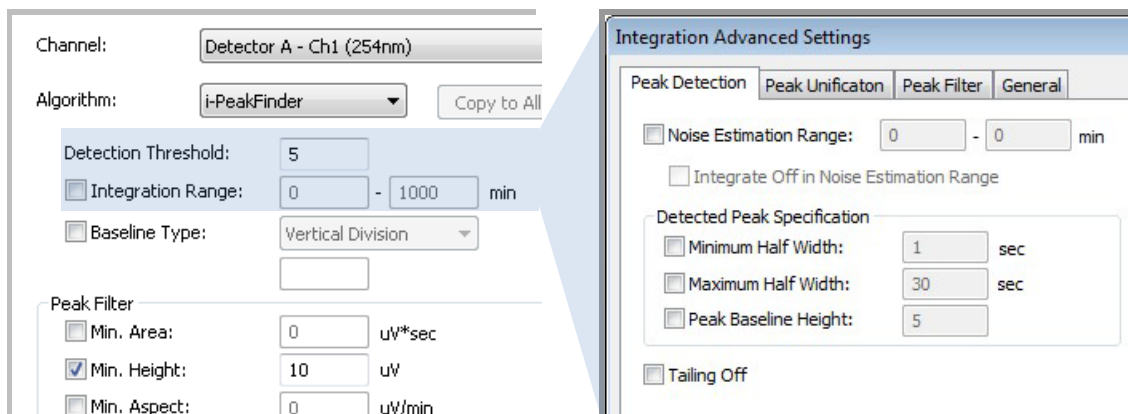 Channel: Detector A - Ch1 (254nm)
Algorithm: i-PeakFinder Copy to All
Detection Threshold: 5
Integration Range: 0 - 1000 min
Baseline Type: Vertical Division
Peak Filter
Min. Area: 0 uV*sec
Min. Height: 10 uV
Min. Aspect: 0 uV/min
Integration Advanced Settings
Peak Detection Peak Unificaton Peak Filter General
Noise Estimation Range: 0 - 0 min
Integrate Off in Noise Estimation Range
Detected Peak Specification
Minimum Half Width: 1 sec
Maximum Half Width: 30 sec
Peak Baseline Height: 5
Tailing Off